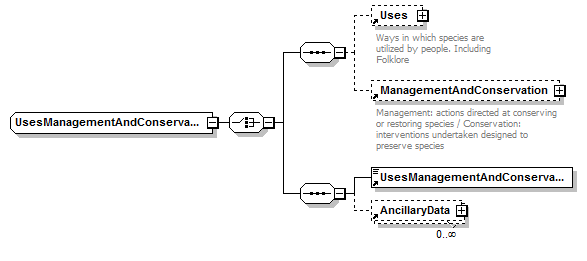 Uses
Ways in which species are
utilized by people. Including
Folklore
ManagementAndConservation
Management: actions directed at conserving
or restoring species / Conservation:
interventions undertaken designed to
preserve species
UsesManagementAndConserva...
UsesManagementAndConserva...
AncillaryData
0..∞